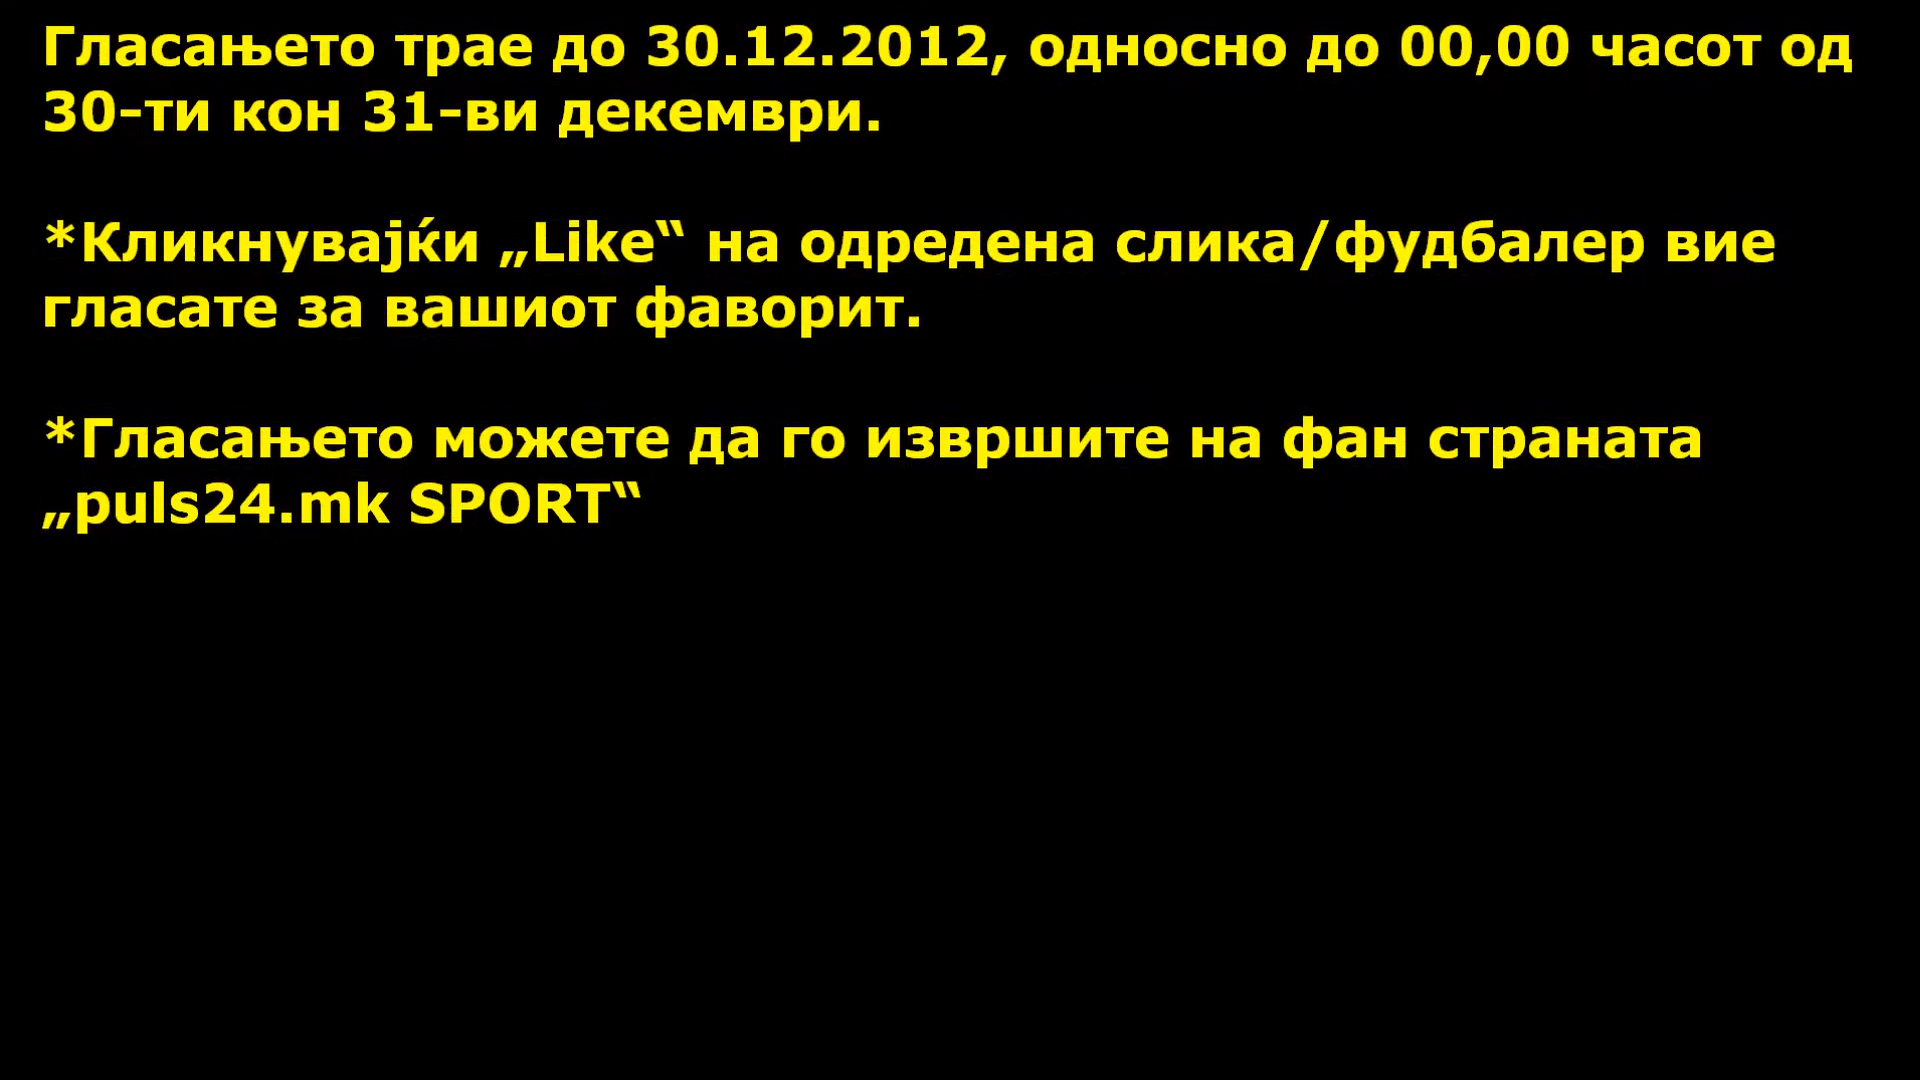 Гласањето трае до 30.12.2012, односно до 00,00 часот од
30-ти кон 31-ви декември.
*Кликнувајќи „Like“ на одредена слика/фудбалер вие
гласате за вашиот фаворит.
*Гласањето можете да го извршите на фан страната
„puls24.mk SPORT“